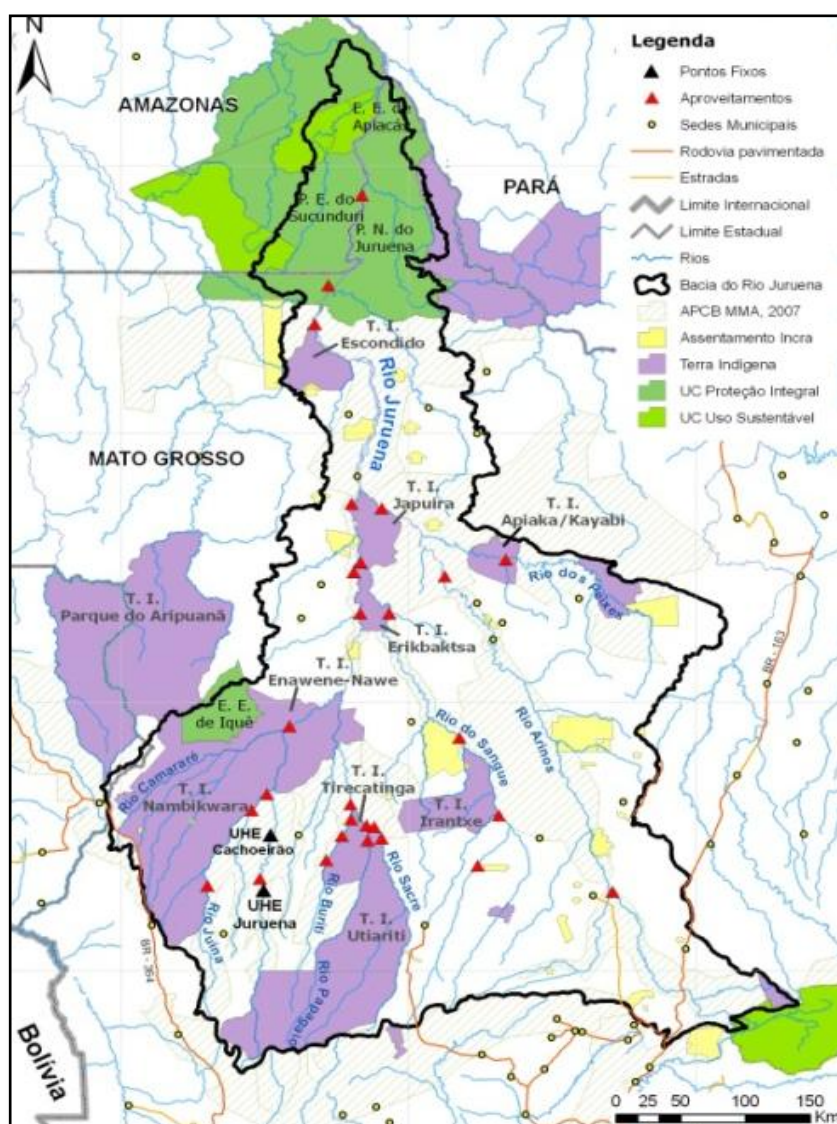 N
AMAZONAS
E. E. de
Apiacás
PARÁ
P. E. do
Sucunduri
P. N. do
Juruena
T. I.
Escondido
Rio Juruena
MATO GROSSO
T. I.
Japuira
T. I.
Apiaka/Kayabi
Rio dos Peixes
BR - 163
T. I.
Parque do Aripuanã
T. I.
Erikbaktsa
T. I.
Enawene-Nawe
E. E.
de Iquê
Rio do Sangue
Rio Arinos
Rio Camararé
T. I.
Nambikwara
T. I.
Tirecatinga
T. I.
Irantxe
UHE
Cachoeirão
UHE
Juruena
Rio Juína
Rio Buriti
Rio Sacre
T. I.
Utiariti
Rio Papagaio
BR - 364
Bolívia
Legenda
Pontos Fixos
Aproveitamentos
Sedes Municipais
Rodovia pavimentada
Estradas
Limite Internacional
Limite Estadual
Rios
Bacia do Rio Juruena
APCB MMA, 2007
Assentamento Incra
Terra Indígena
UC Proteção Integral
UC Uso Sustentável
0 25 50 100 150
Km